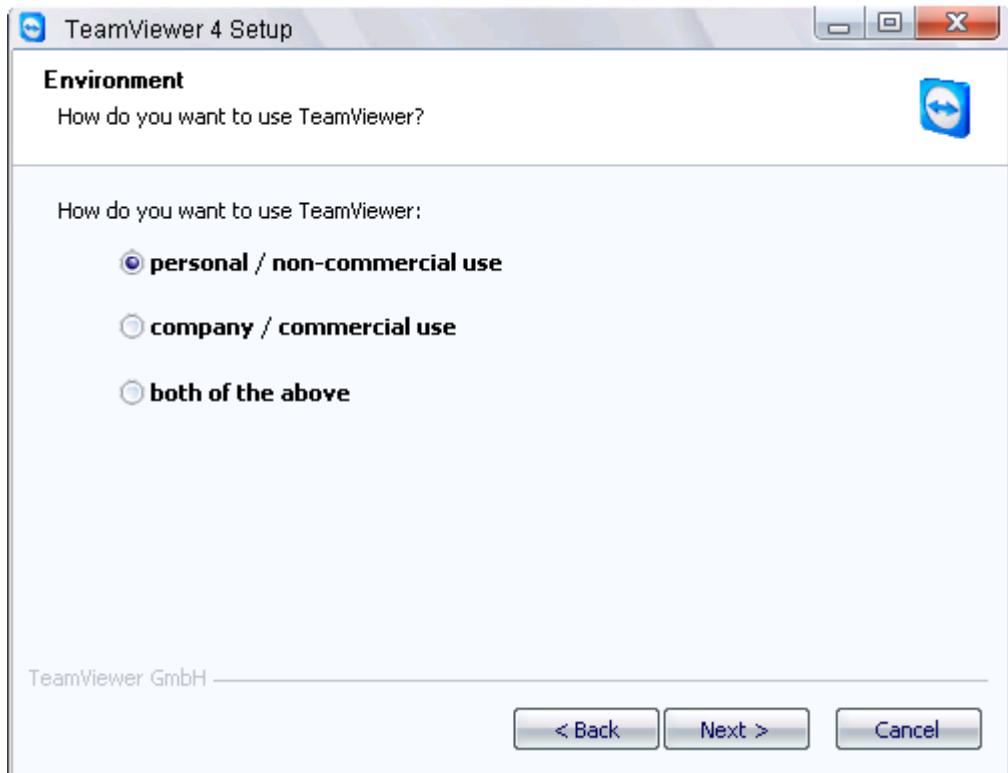 TeamViewer 4 Setup
Environment
How do you want to use TeamViewer?
How do you want to use TeamViewer:
personal / non-commercial use
company / commercial use
both of the above
TeamViewer GmbH
< Back Next > Cancel